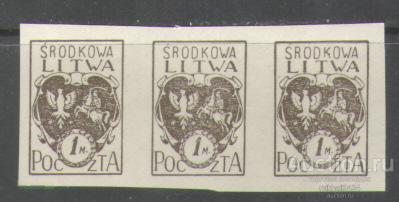 ŚRODKOWA ŚRODKOWA ŚRODKOWA
LITWA LITWA LITWA
1 M. 1 M. 1 M.
POCZTA POCZTA POCZTA